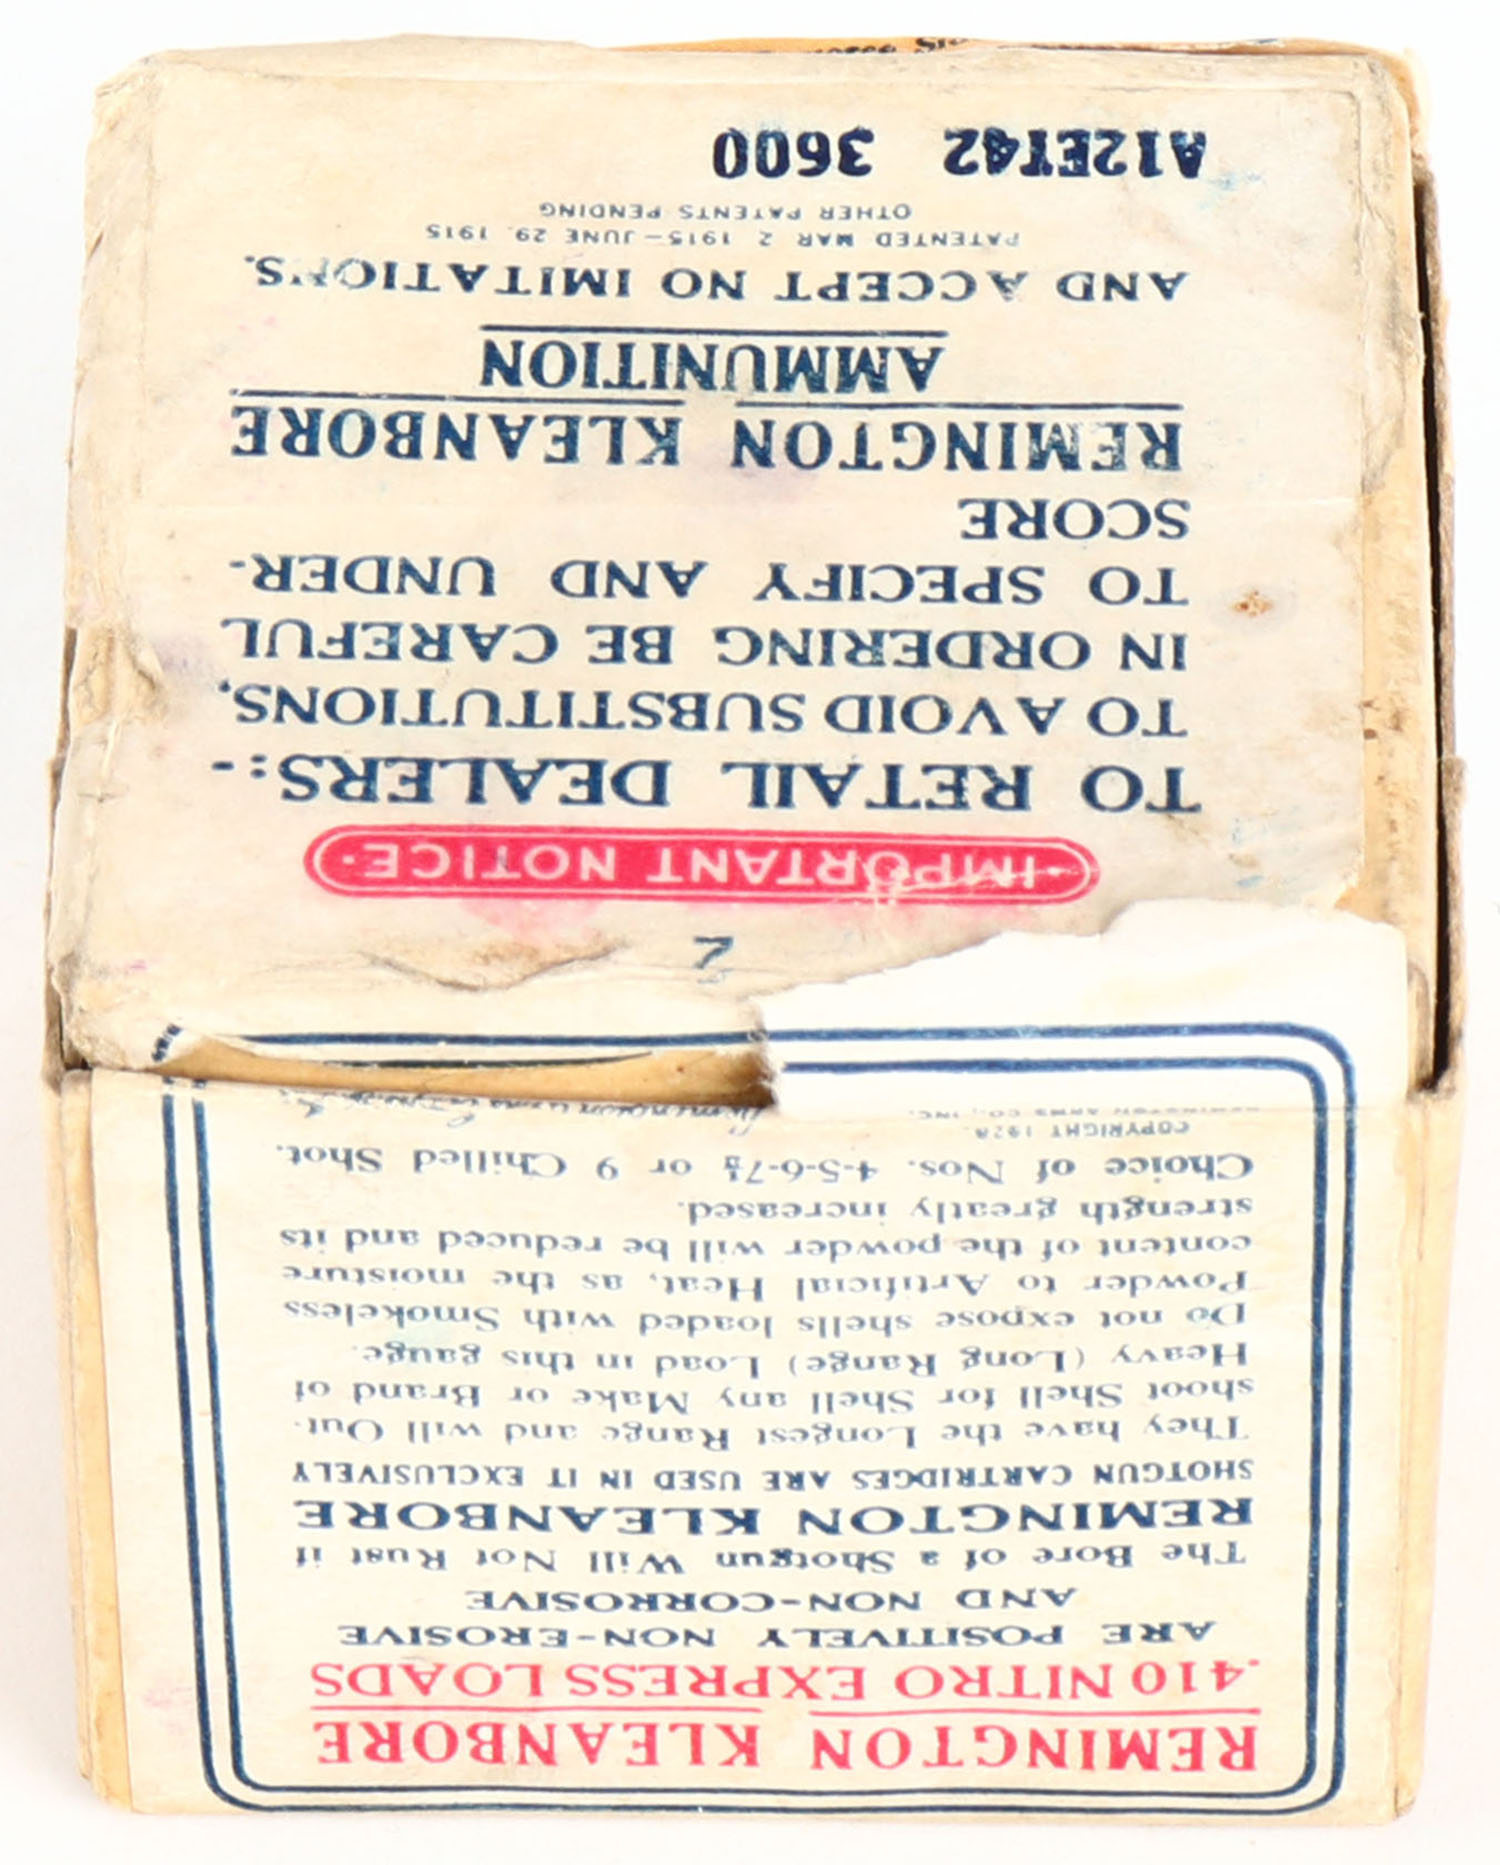 REMINGTON KLEANBORE
.410 NITRO EXPRESS LOADS
ARE POSITIVELY NON-EROSIVE
AND NON-CORROSIVE
The Bore of a Shotgun Will Not Rust if
REMINGTON KLEANBORE
SHOTGUN CARTRIDGES ARE USED IN IT EXCLUSIVELY
They have the Longest Range and will Out-
shoot Shell for Shell any Make or Brand of
Heavy (Long Range) Load in this gauge.
Do not expose shells loaded with Smokeless
Powder to Artificial Heat, as the moisture
content of the powder will be reduced and its
strength greatly increased.
Choice of Nos. 4-5-6-7½ or 9 Chilled Shot.
COPYRIGHT 1928.
REMINGTON ARMS CO., INC.
2
·IMPORTANT NOTICE·
TO RETAIL DEALERS:-
TO AVOID SUBSTITUTIONS,
IN ORDERING BE CAREFUL
TO SPECIFY AND UNDER-
SCORE
REMINGTON KLEANBORE
AMMUNITION
AND ACCEPT NO IMITATIONS.
PATENTED MAR 2 1915-JUNE 29. 1915
OTHER PATENTS PENDING
A12ET42 3600